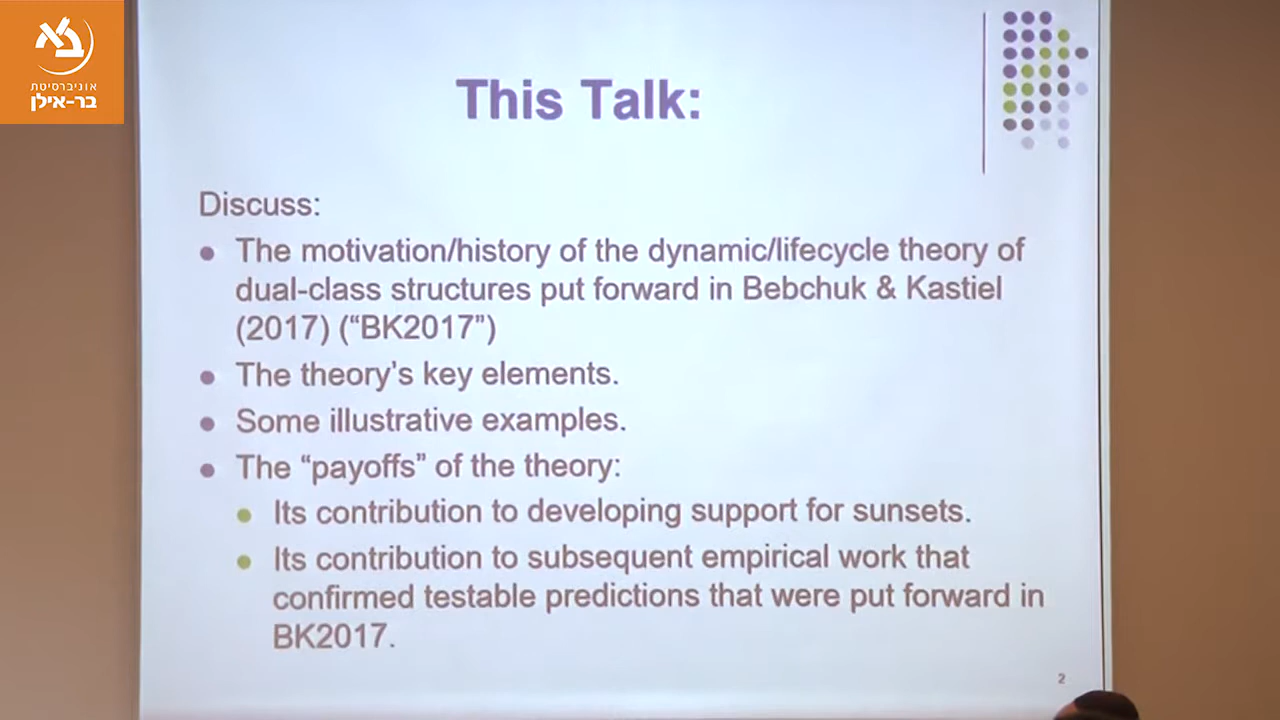 אוניברסיטת
בר-אילן
This Talk:
Discuss:
● The motivation/history of the dynamic/lifecycle theory of
dual-class structures put forward in Bebchuk & Kastiel
(2017) (“BK2017”)
● The theory’s key elements.
● Some illustrative examples.
● The “payoffs” of the theory:
● Its contribution to developing support for sunsets.
● Its contribution to subsequent empirical work that
confirmed testable predictions that were put forward in
BK2017.
2